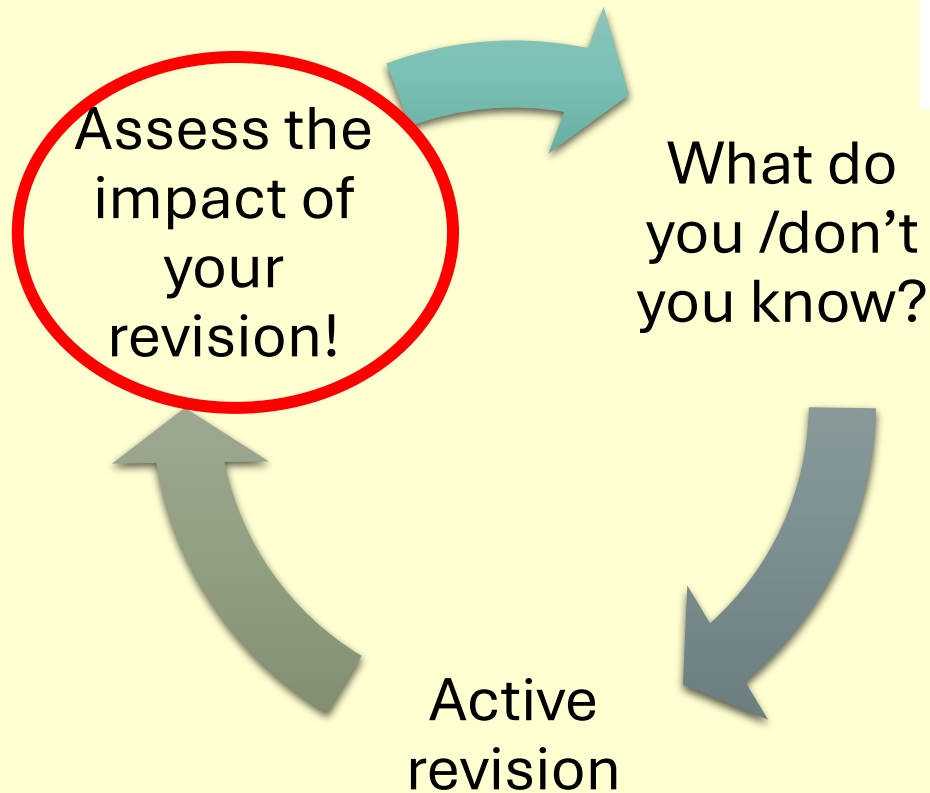 Assess the
impact of
your
revision!
What do
you /don’t
you know?
Active
revision